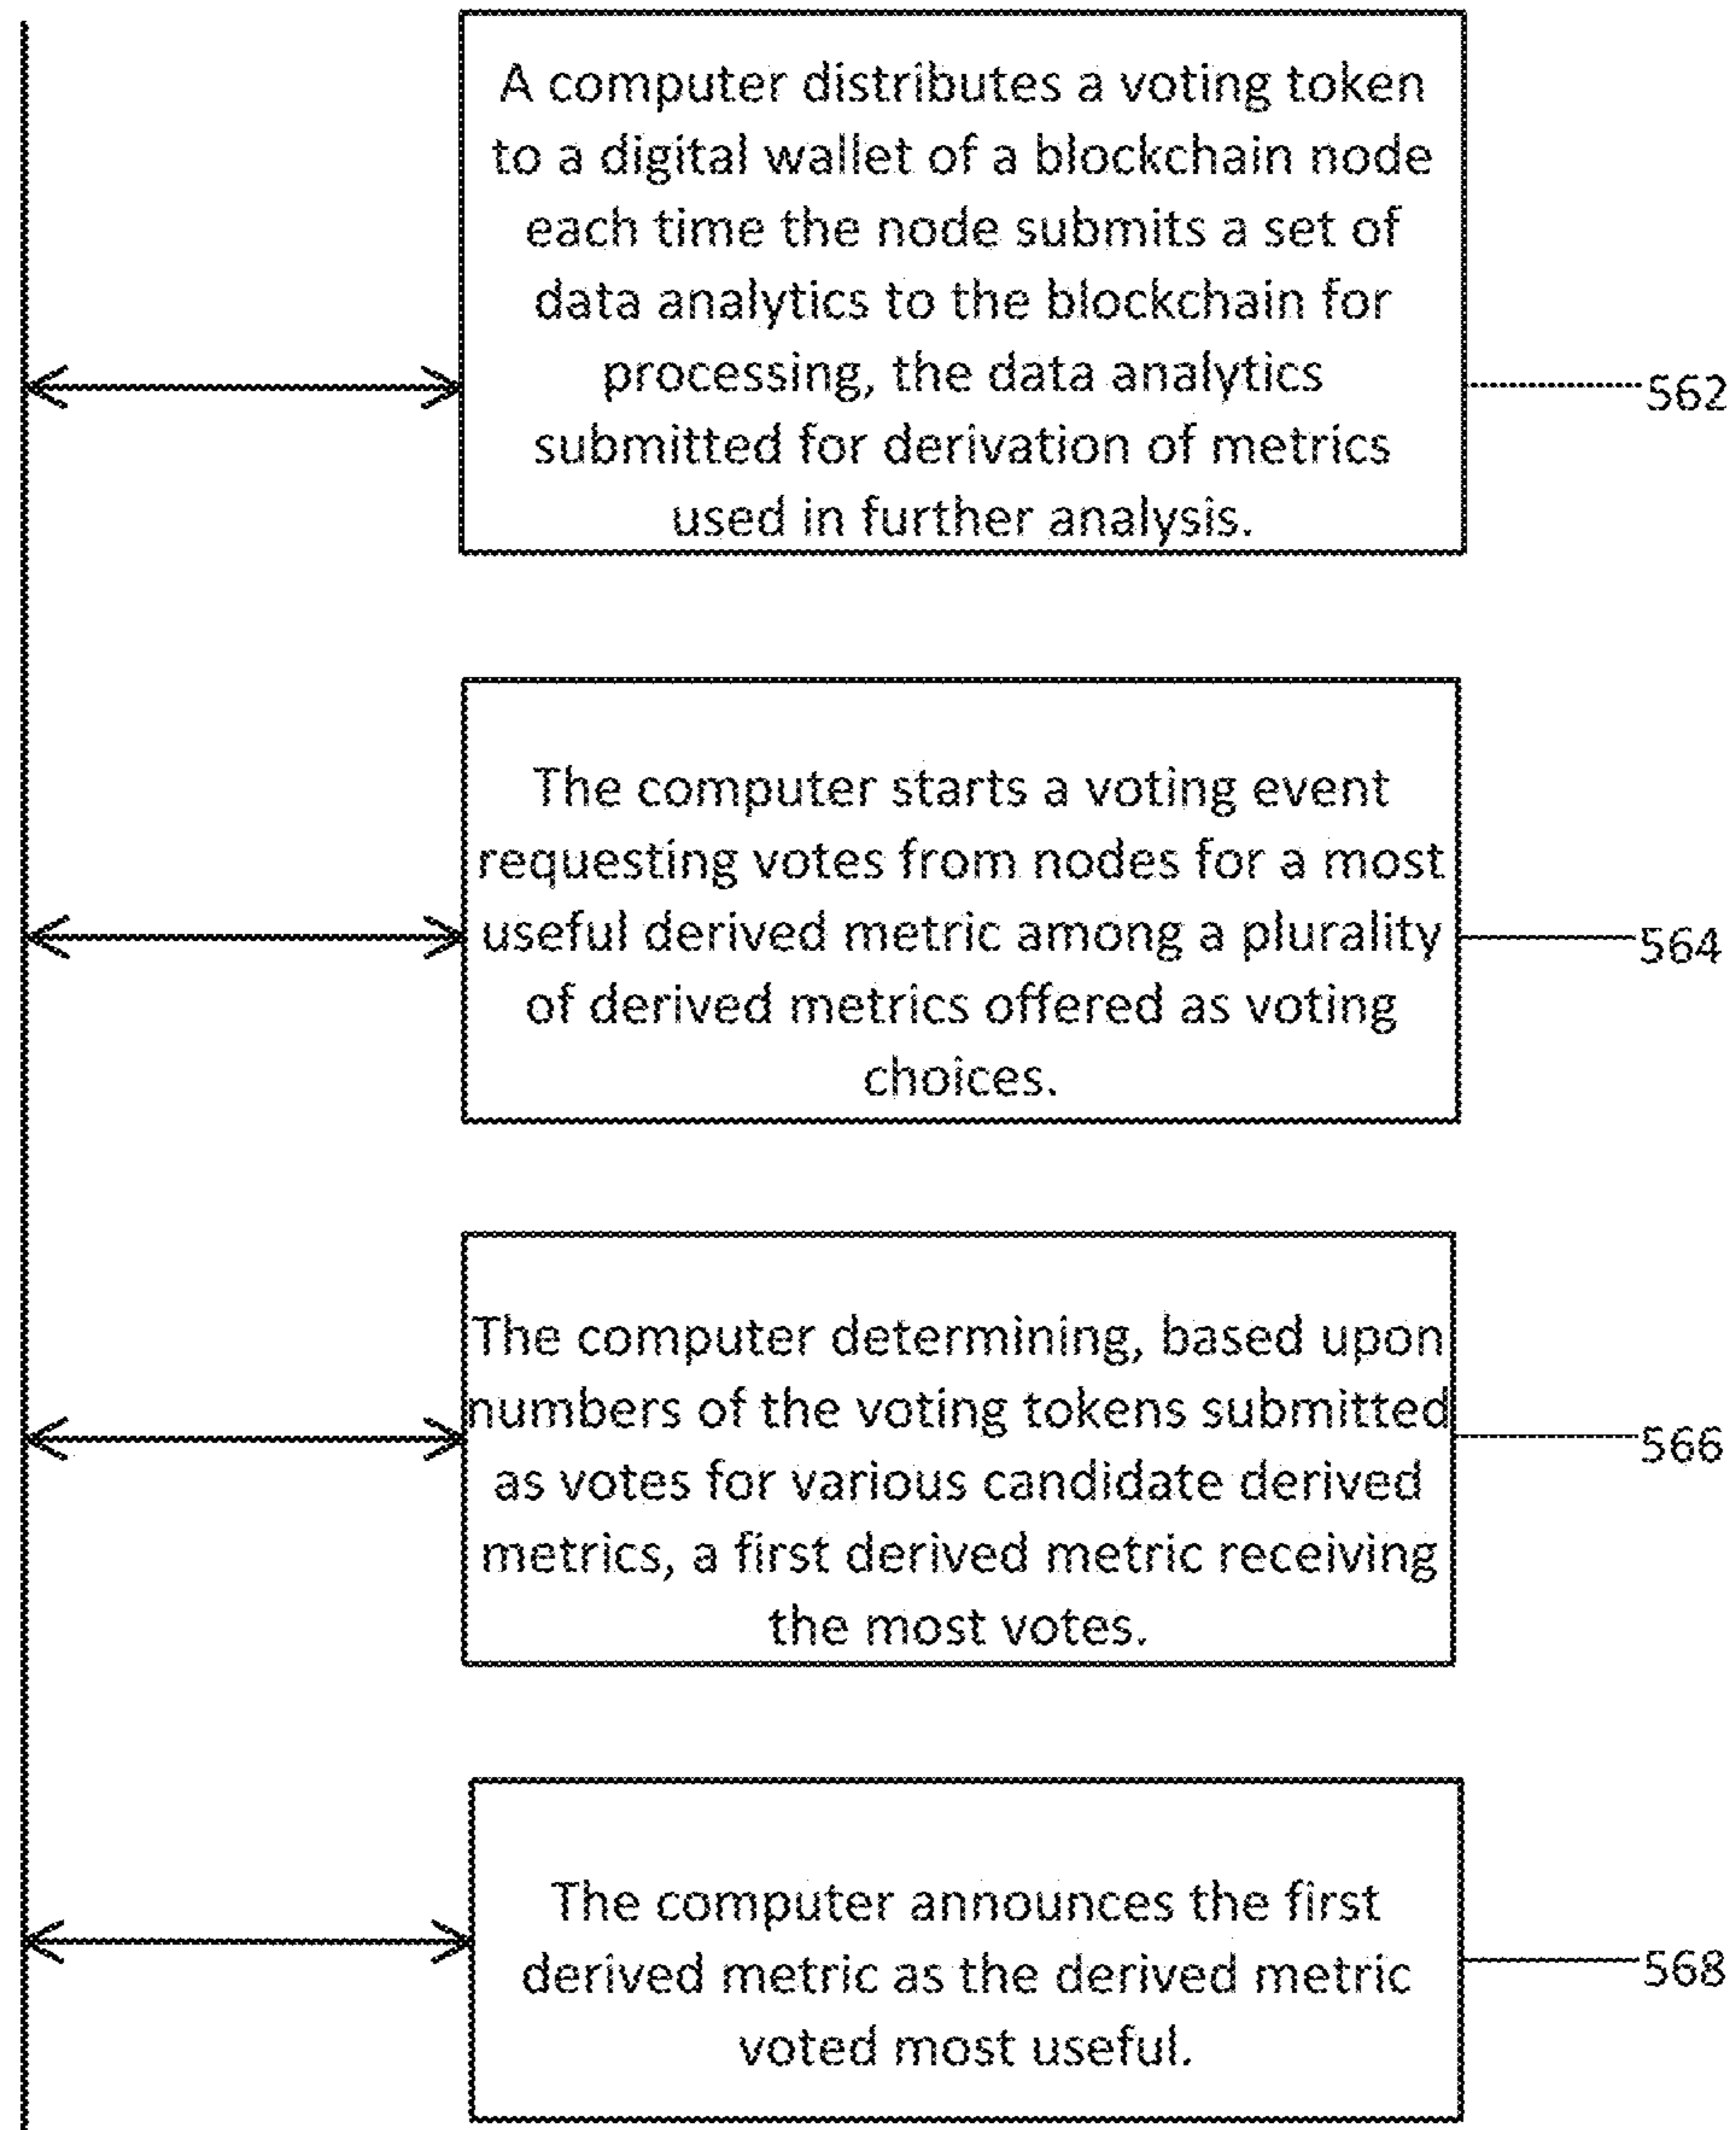 A computer distributes a voting token
to a digital wallet of a blockchain node
each time the node submits a set of
data analytics to the blockchain for
processing, the data analytics
submitted for derivation of metrics
used in further analysis.
562
The computer starts a voting event
requesting votes from nodes for a most
useful derived metric among a plurality
of derived metrics offered as voting
choices.
564
The computer determining, based upon
numbers of the voting tokens submitted
as votes for various candidate derived
metrics, a first derived metric receiving
the most votes.
566
The computer announces the first
derived metric as the derived metric
voted most useful.
568